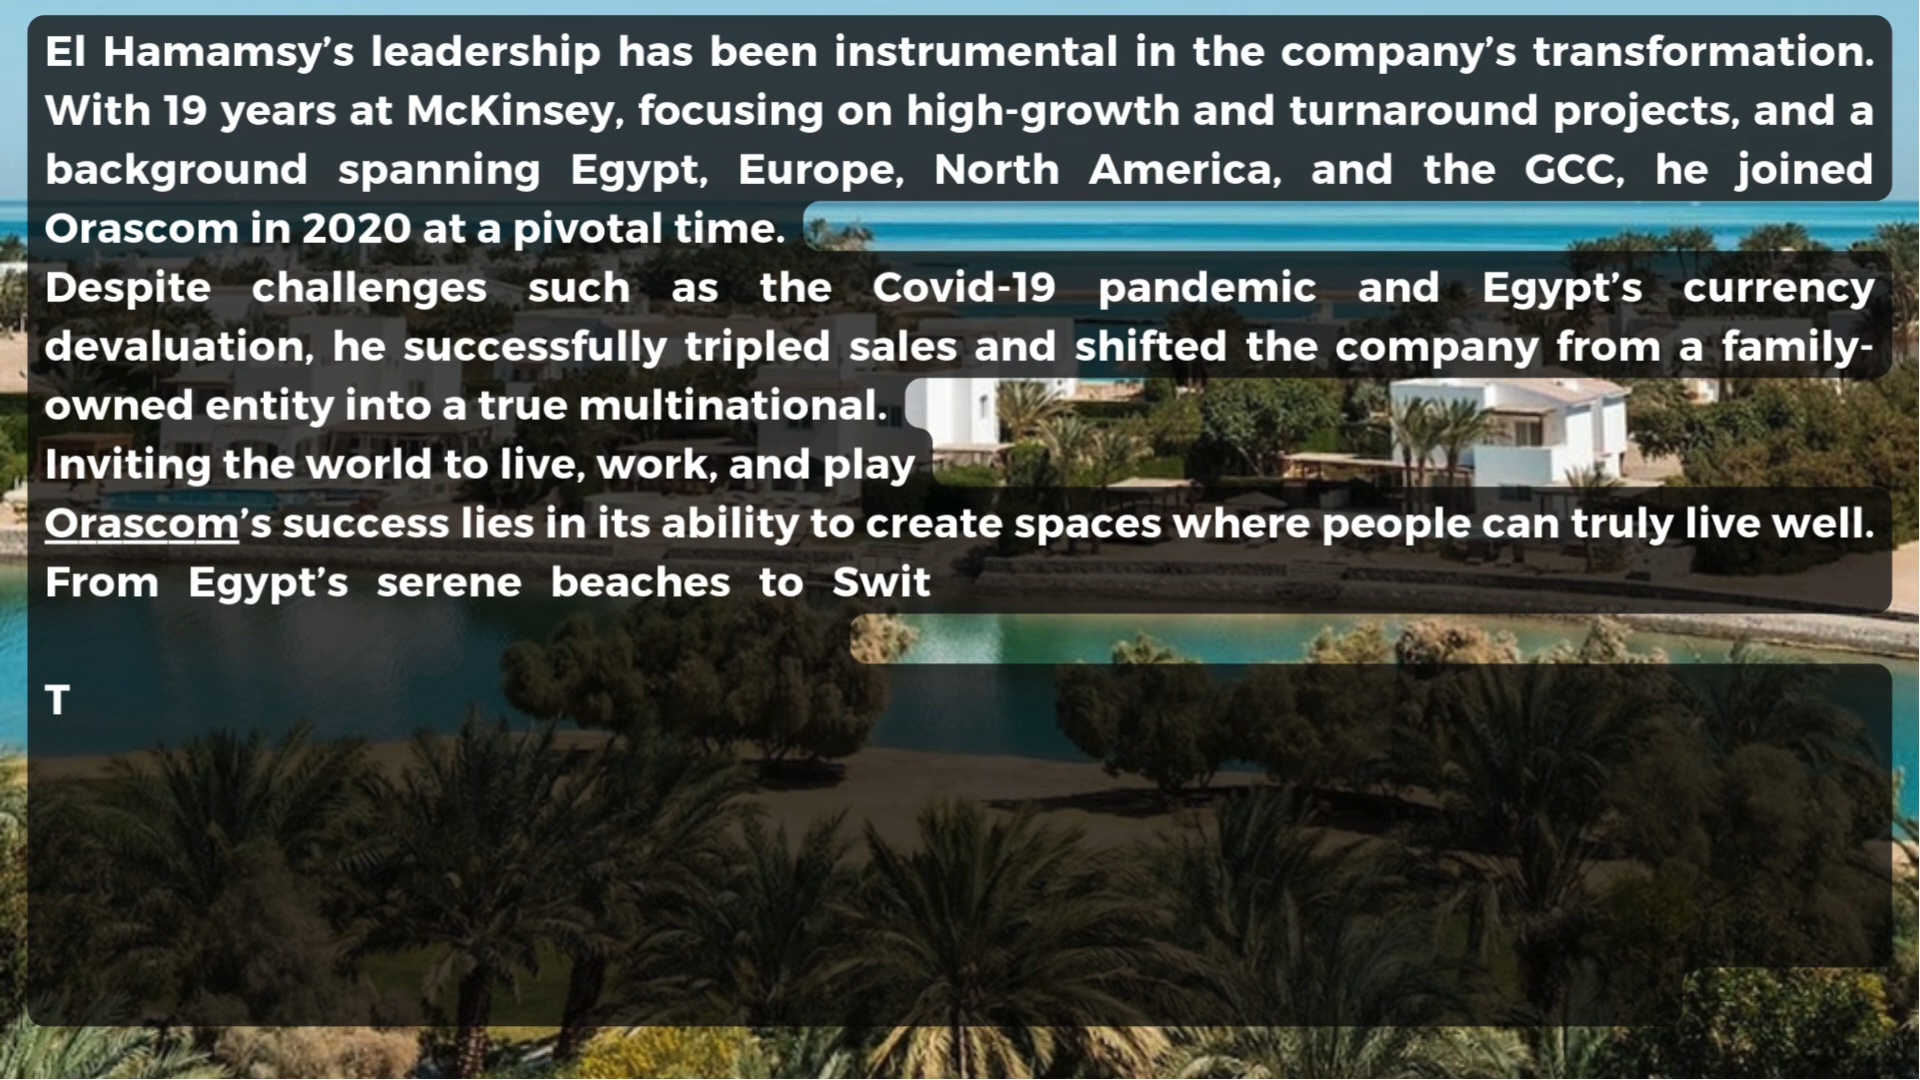 El Hamamsy’s leadership has been instrumental in the company’s transformation.
With 19 years at McKinsey, focusing on high-growth and turnaround projects, and a
background spanning Egypt, Europe, North America, and the GCC, he joined
Orascom in 2020 at a pivotal time.
Despite challenges such as the Covid-19 pandemic and Egypt’s currency
devaluation, he successfully tripled sales and shifted the company from a family-
owned entity into a true multinational.
Inviting the world to live, work, and play
Orascom’s success lies in its ability to create spaces where people can truly live well.
From Egypt’s serene beaches to Swit
T